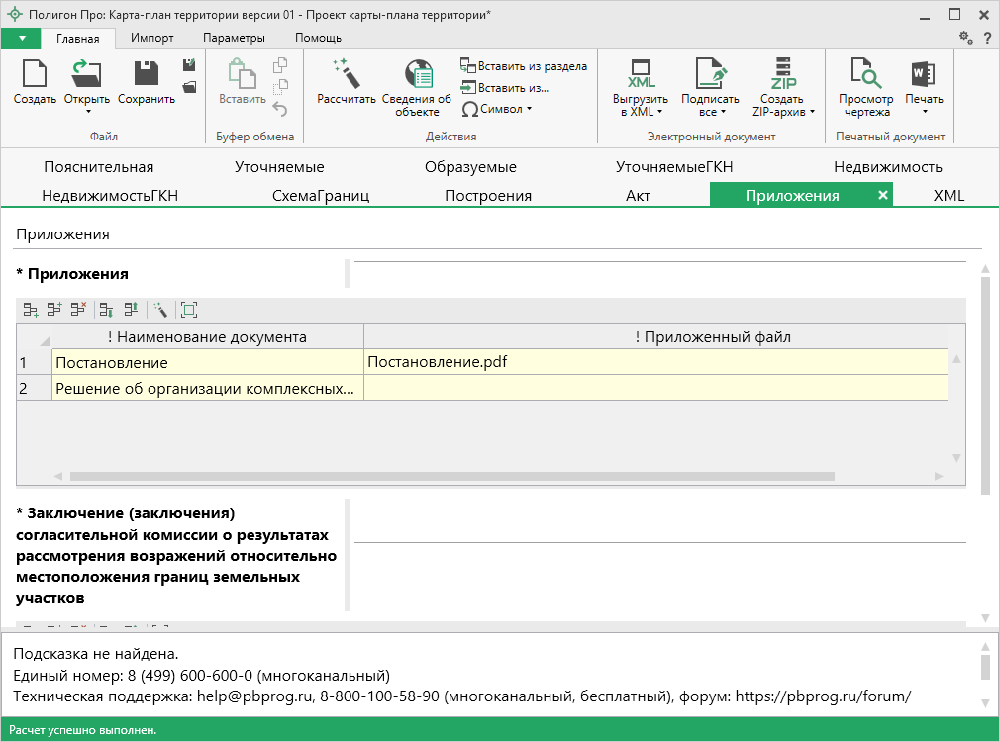 Полигон Про: Карта-план территории версии 01 - Проект карты-плана территории*
Главная Импорт Параметры Помощь
?
Создать Открыть Сохранить
Файл
Вставить
Буфер обмена
Рассчитать Сведения об объекте
Вставить из раздела
Вставить из...
Символ
Действия
XML
Выгрузить в XML
Подписать все
ZIP
Создать ZIP-архив
Электронный документ
Просмотр чертежа
W
Печать
Печатный документ
Пояснительная Уточняемые Образуемые УточняемыеГКН Недвижимость
НедвижимостьГКН СхемаГраниц Построения Акт Приложения XML
Приложения
* Приложения
! Наименование документа ! Приложенный файл
1 Постановление Постановление.pdf
2 Решение об организации комплексных...
* Заключение (заключения)
согласительной комиссии о результатах
рассмотрения возражений относительно
местоположения границ земельных
участков
Подсказка не найдена.
Единый номер: 8 (499) 600-600-0 (многоканальный)
Техническая поддержка: help@pbprog.ru, 8-800-100-58-90 (многоканальный, бесплатный), форум: https://pbprog.ru/forum/
Расчет успешно выполнен.